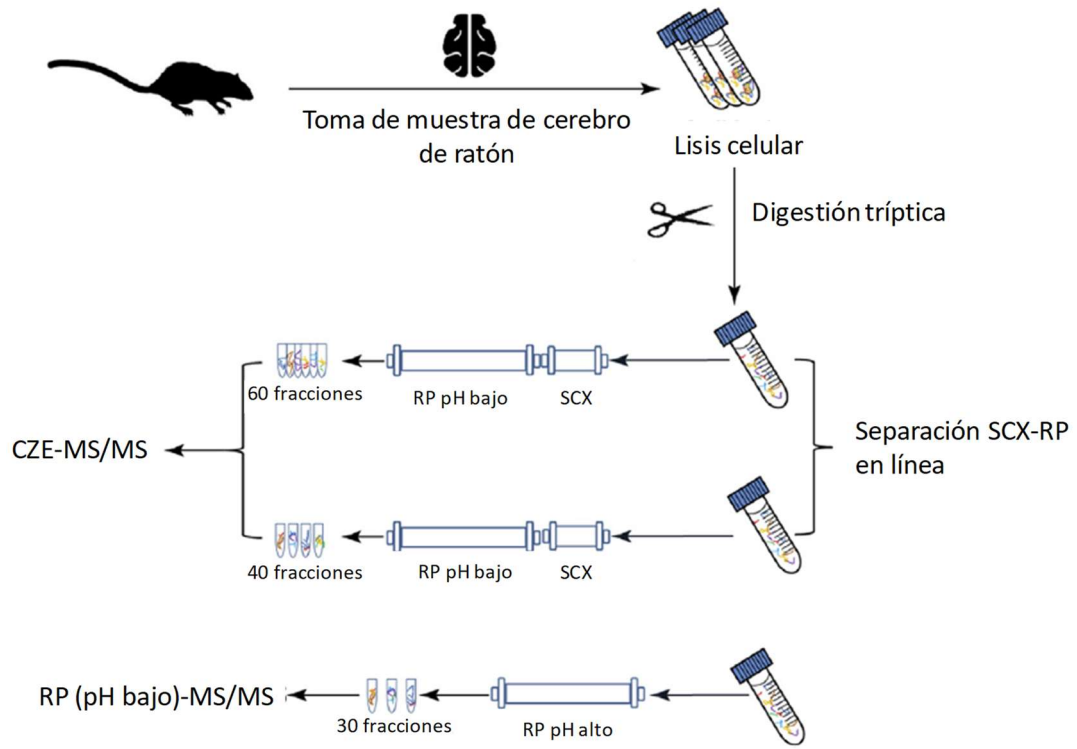 Toma de muestra de cerebro
de ratón
Lisis celular
Digestión tríptica
60 fracciones
RP pH bajo
SCX
CZE-MS/MS
Separación SCX-RP
en línea
40 fracciones
RP pH bajo
SCX
RP (pH bajo)-MS/MS
30 fracciones
RP pH alto